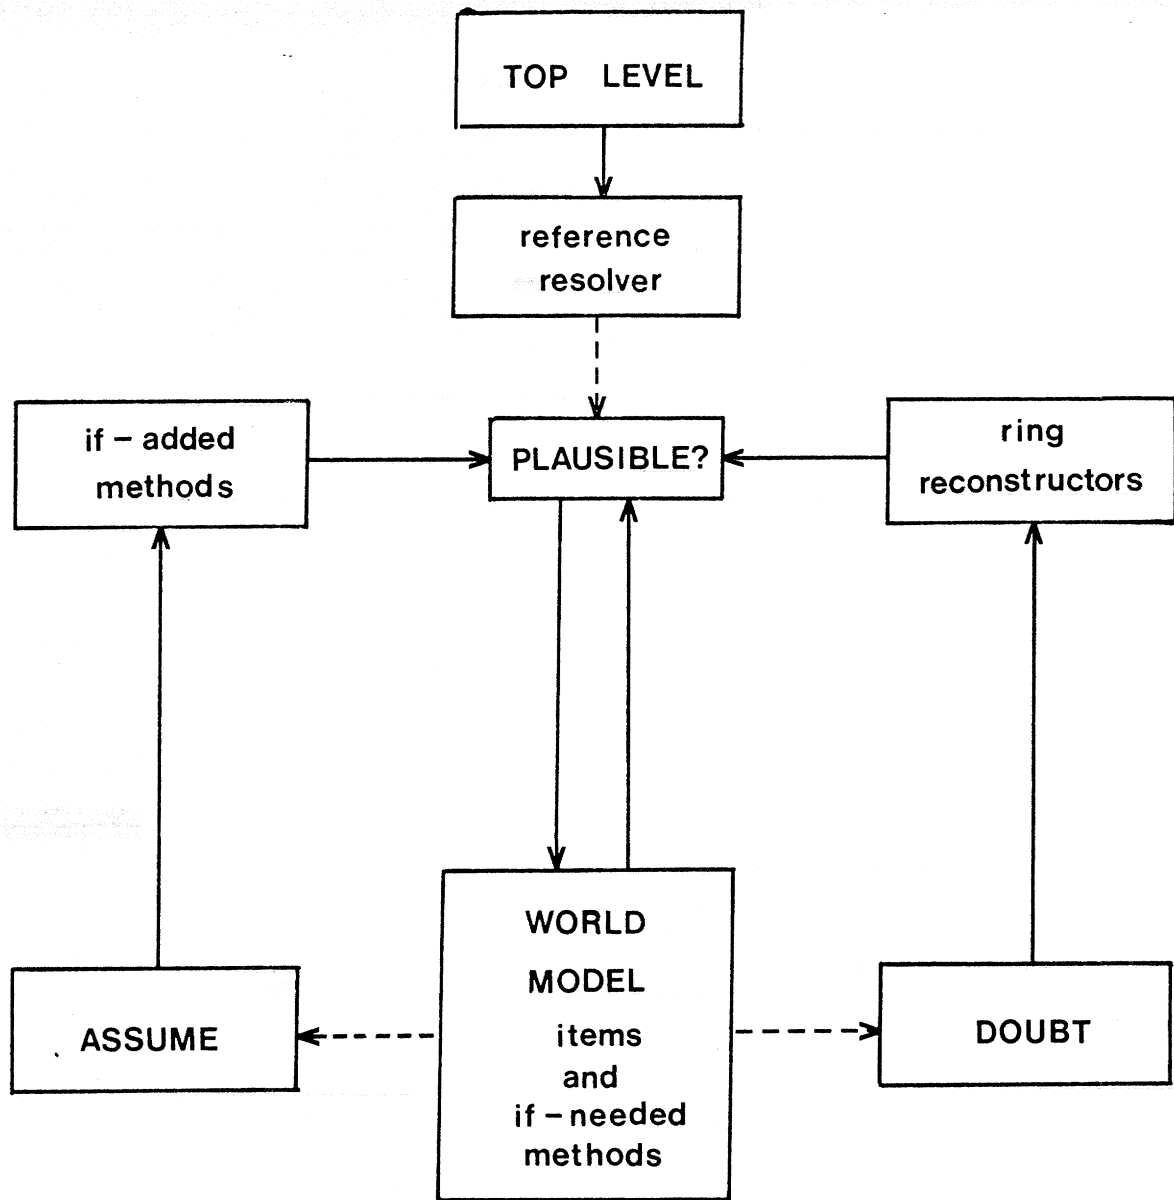 TOP LEVEL
reference
resolver
if-added
methods
PLAUSIBLE?
ring
reconstructors
WORLD
MODEL
items
and
if-needed
methods
ASSUME
DOUBT